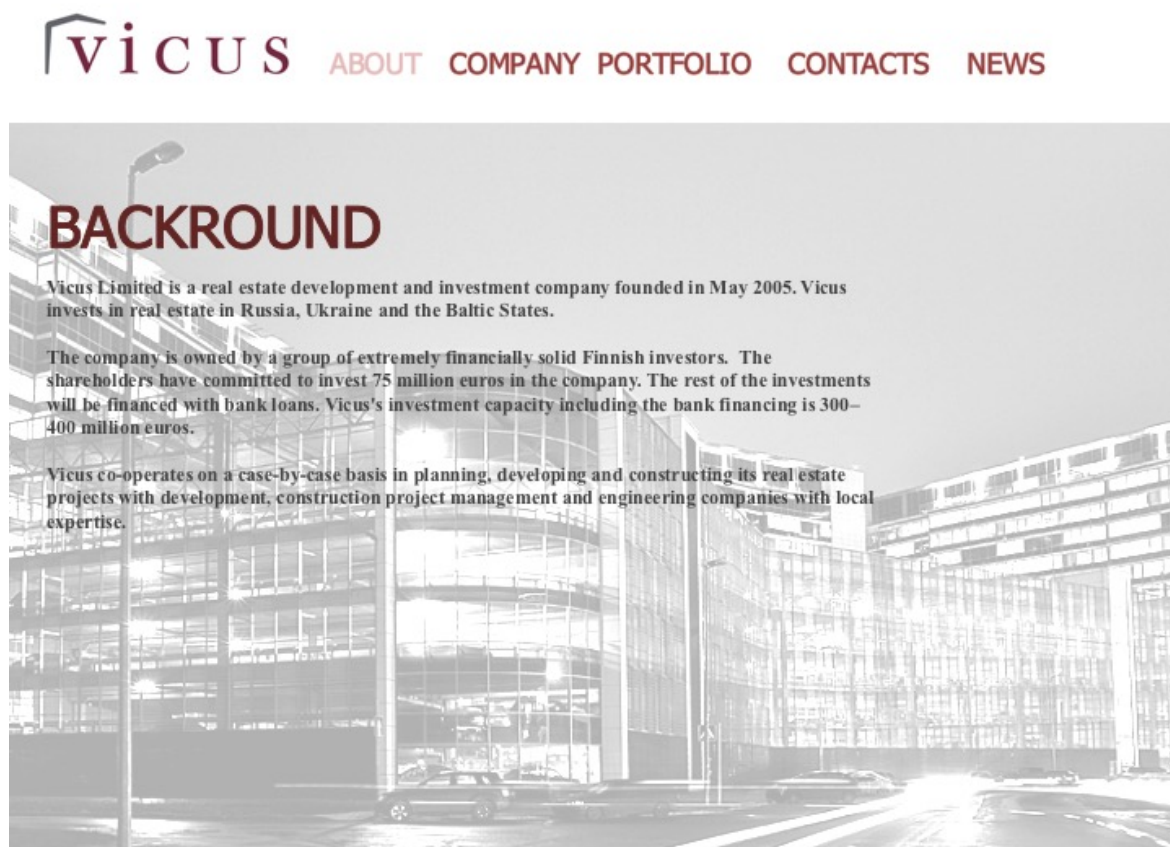 vicus
ABOUT COMPANY PORTFOLIO CONTACTS NEWS
BACKROUND
Vicus Limited is a real estate development and investment company founded in May 2005. Vicus
invests in real estate in Russia, Ukraine and the Baltic States.
The company is owned by a group of extremely financially solid Finnish investors. The
shareholders have committed to invest 75 million euros in the company. The rest of the investments
will be financed with bank loans. Vicus's investment capacity including the bank financing is 300–
400 million euros.
Vicus co-operates on a case-by-case basis in planning, developing and constructing its real estate
projects with development, construction project management and engineering companies with local
expertise.